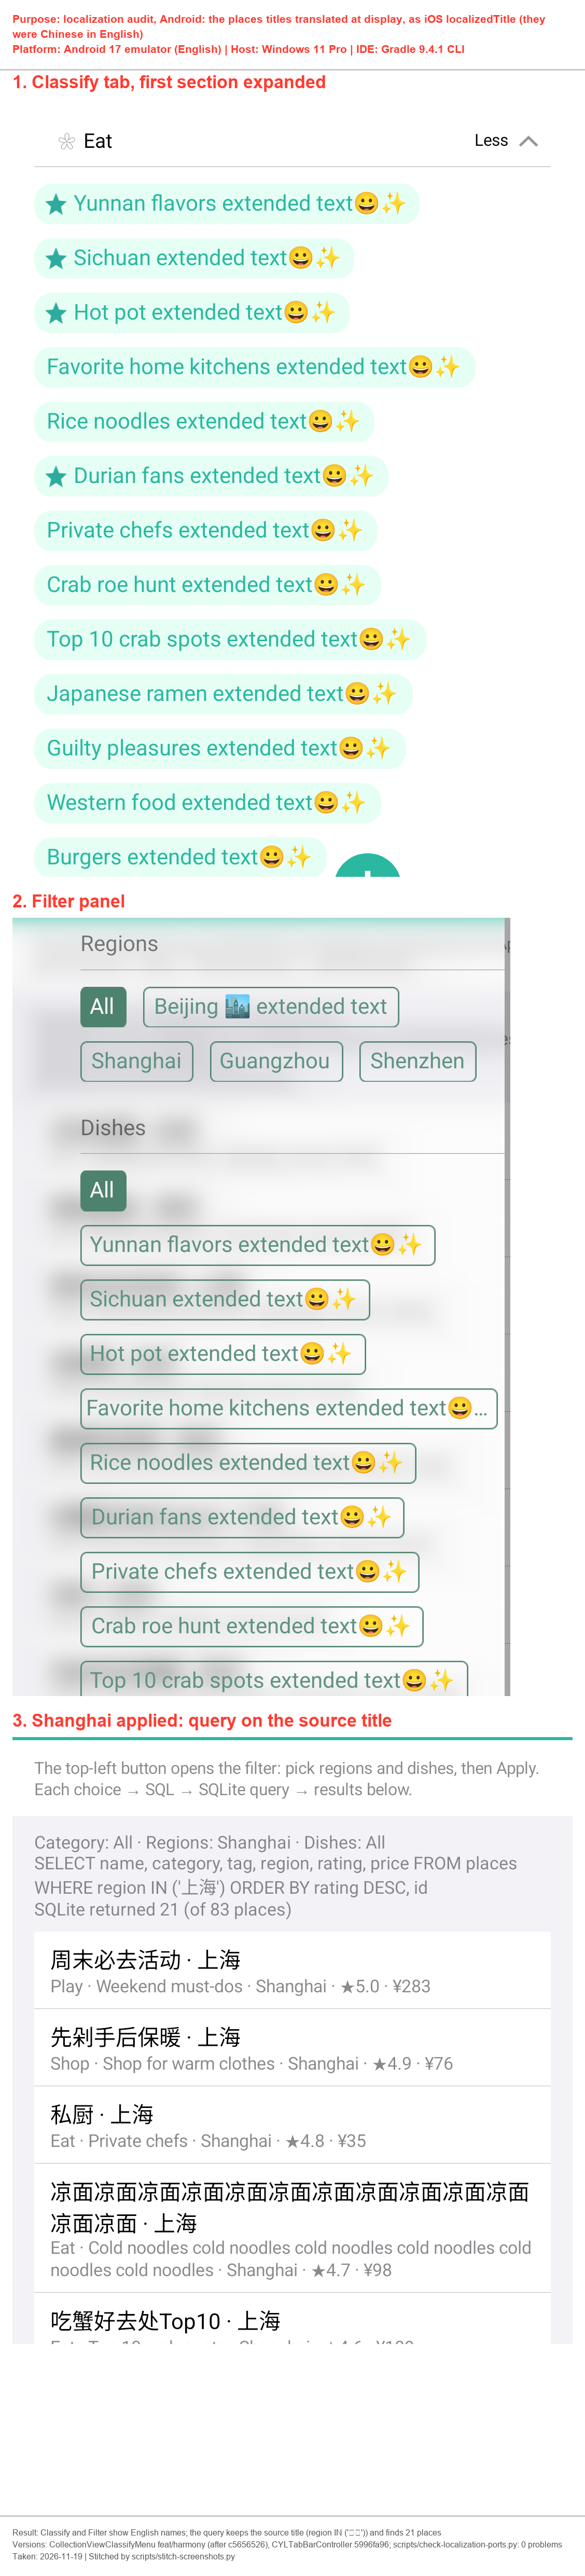 Purpose: localization audit, Android: the places titles translated at display, as iOS localizedTitle (they
were Chinese in English)
Platform: Android 17 emulator (English) | Host: Windows 11 Pro | IDE: Gradle 9.4.1 CLI
1. Classify tab, first section expanded
Eat
Less
★ Yunnan flavors extended text😀✨
★ Sichuan extended text😀✨
★ Hot pot extended text😀✨
Favorite home kitchens extended text😀✨
Rice noodles extended text😀✨
★ Durian fans extended text😀✨
Private chefs extended text😀✨
Crab roe hunt extended text😀✨
Top 10 crab spots extended text😀✨
Japanese ramen extended text😀✨
Guilty pleasures extended text😀✨
Western food extended text😀✨
Burgers extended text😀✨
2. Filter panel
Regions
All
Beijing 🏙️ extended text
Shanghai
Guangzhou
Shenzhen
Dishes
All
Yunnan flavors extended text😀✨
Sichuan extended text😀✨
Hot pot extended text😀✨
Favorite home kitchens extended text😀…
Rice noodles extended text😀✨
Durian fans extended text😀✨
Private chefs extended text😀✨
Crab roe hunt extended text😀✨
Top 10 crab spots extended text😀✨
3. Shanghai applied: query on the source title
The top-left button opens the filter: pick regions and dishes, then Apply.
Each choice → SQL → SQLite query → results below.
Category: All · Regions: Shanghai · Dishes: All
SELECT name, category, tag, region, rating, price FROM places
WHERE region IN ('上海') ORDER BY rating DESC, id
SQLite returned 21 (of 83 places)
周末必去活动 · 上海
Play · Weekend must-dos · Shanghai · ★5.0 · ¥283
先剁手后保暖 · 上海
Shop · Shop for warm clothes · Shanghai · ★4.9 · ¥76
私厨 · 上海
Eat · Private chefs · Shanghai · ★4.8 · ¥35
凉面凉面凉面凉面凉面凉面凉面凉面凉面凉面凉面
凉面凉面 · 上海
Eat · Cold noodles cold noodles cold noodles cold noodles cold
noodles cold noodles · Shanghai · ★4.7 · ¥98
吃蟹好去处Top10 · 上海
Result: Classify and Filter show English names; the query keeps the source title (region IN ('□□')) and finds 21 places
Versions: CollectionViewClassifyMenu feat/harmony (after c5656526), CYLTabBarController 5996fa96; scripts/check-localization-ports.py: 0 problems
Taken: 2026-11-19 | Stitched by scripts/stitch-screenshots.py